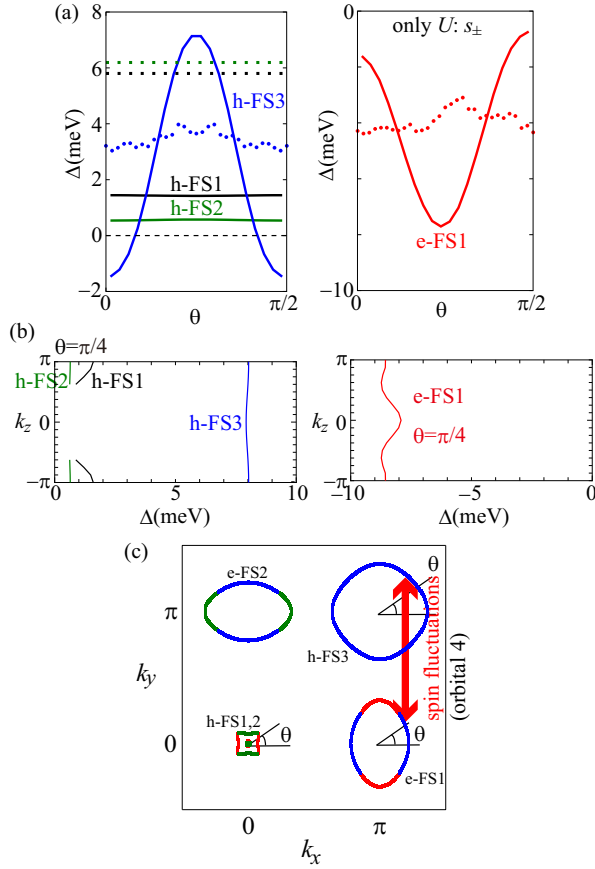 (a)
8
6
4
2
0
−2
Δ(meV)
h-FS3
h-FS1
h-FS2
0
θ
π/2
0
−10
Δ(meV)
only U: s±
e-FS1
0
θ
π/2
(b)
θ=π/4
h-FS2
h-FS1
h-FS3
π
0
−π
kz
0
5
10
Δ(meV)
π
0
−π
kz
e-FS1
θ=π/4
−10
−5
0
Δ(meV)
(c)
e-FS2
θ
π
h-FS3
ky
spin fluctuations
(orbital 4)
h-FS1,2
θ
θ
0
e-FS1
0
π
kx